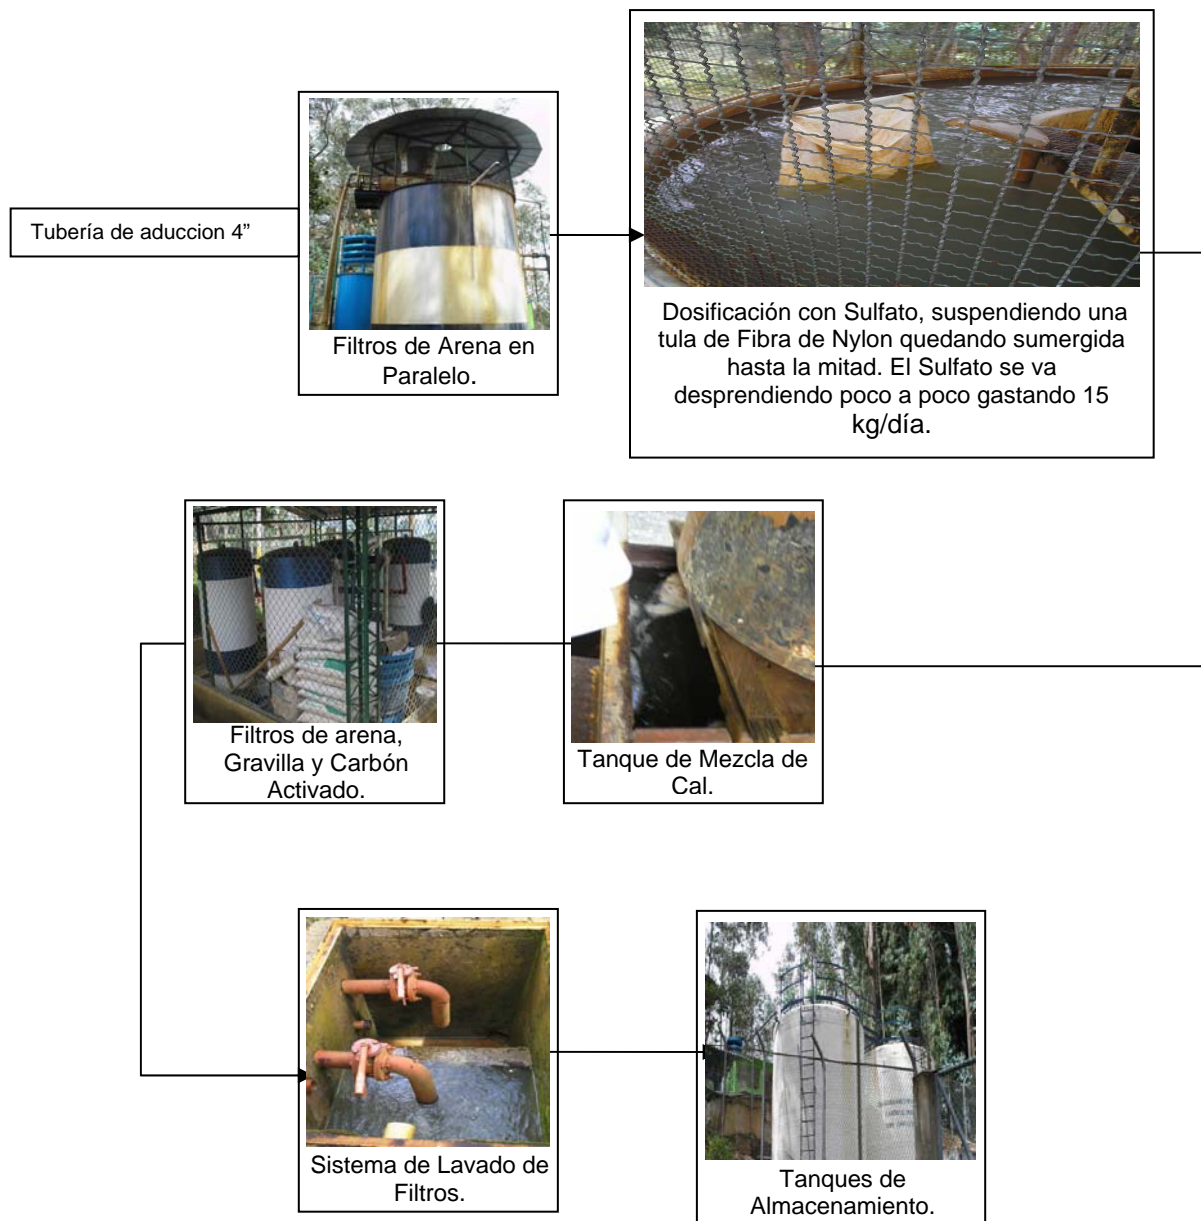 Tubería de aduccion 4”
Filtros de Arena en
Paralelo.
Dosificación con Sulfato, suspendiendo una
tula de Fibra de Nylon quedando sumergida
hasta la mitad. El Sulfato se va
desprendiendo poco a poco gastando 15
kg/día.
Filtros de arena,
Gravilla y Carbón
Activado.
Tanque de Mezcla de
Cal.
Sistema de Lavado de
Filtros.
Tanques de
Almacenamiento.